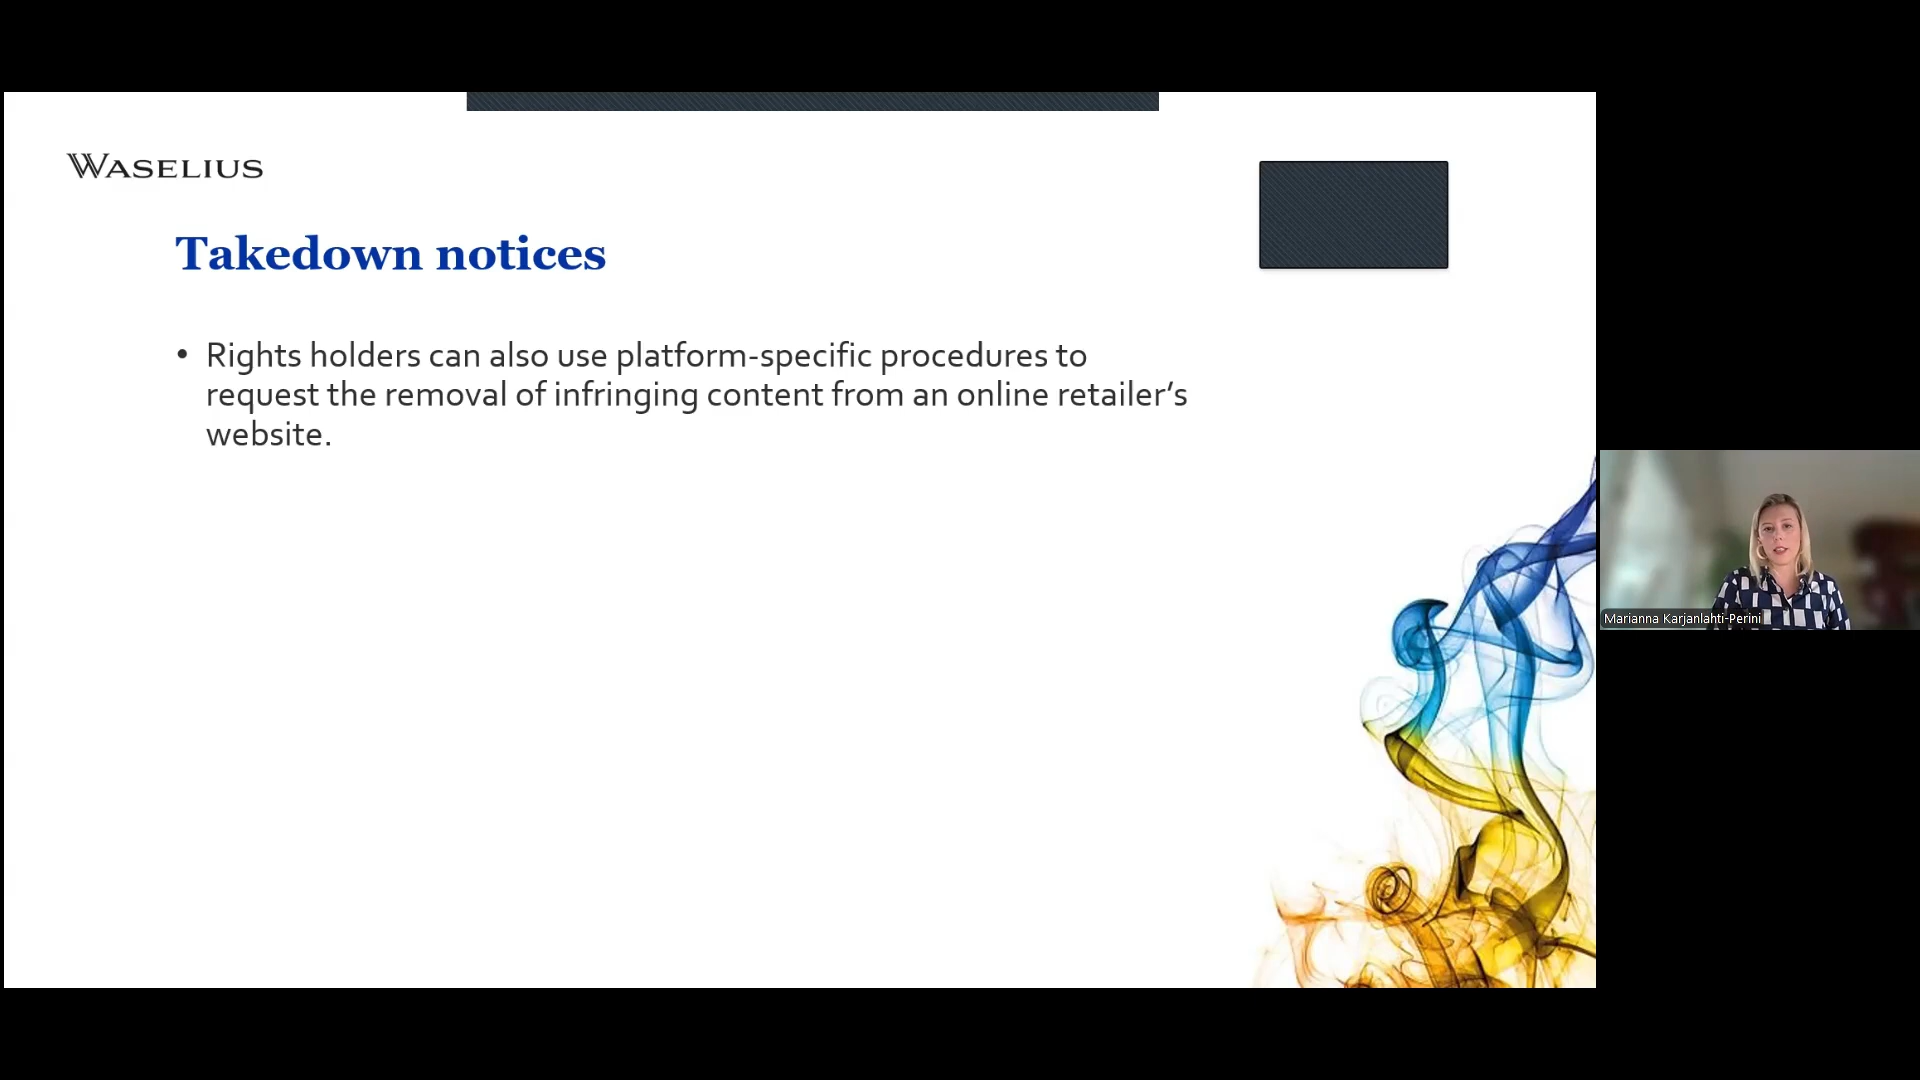 WASELIUS
Takedown notices
• Rights holders can also use platform-specific procedures to
request the removal of infringing content from an online retailer’s
website.
Marianna Karjanlahti-Perini